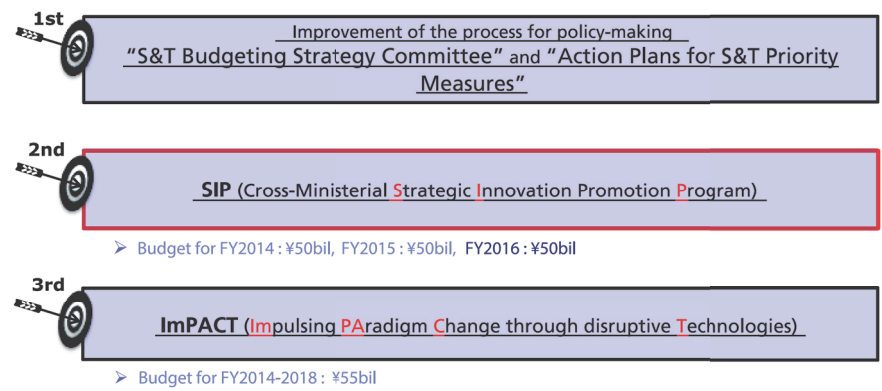 1st
Improvement of the process for policy-making
“S&T Budgeting Strategy Committee” and “Action Plans for S&T Priority
Measures”
2nd
SIP (Cross-Ministerial Strategic Innovation Promotion Program)
➢ Budget for FY2014 : ¥50bil, FY2015 : ¥50bil, FY2016 : ¥50bil
3rd
ImPACT (Impulsing PAradigm Change through disruptive Technologies)
➢ Budget for FY2014-2018 : ¥55bil